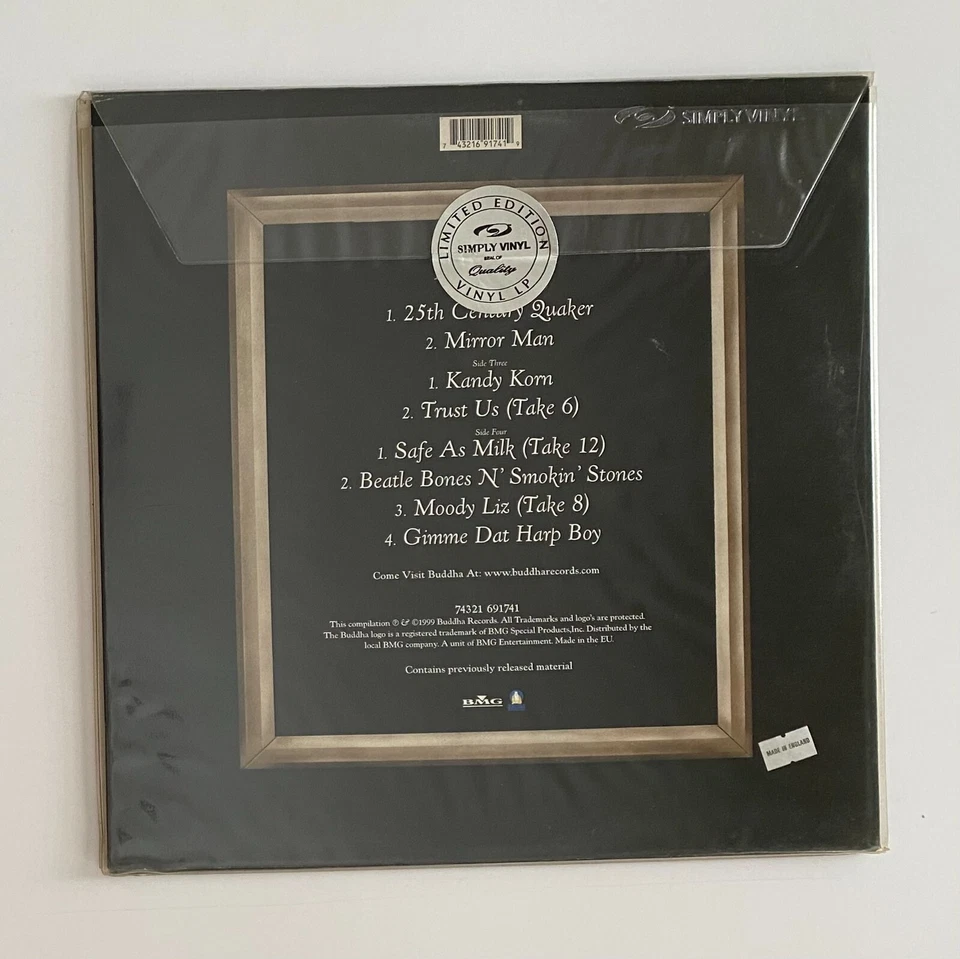 SIMPLY VINYL
7 43216 91741 9
LIMITED EDITION
SIMPLY VINYL
SEAL OF
Quality
VINYL LP
1. 25th Century Quaker
2. Mirror Man
Side Three
1. Kandy Korn
2. Trust Us (Take 6)
Side Four
1. Safe As Milk (Take 12)
2. Beatle Bones N' Smokin' Stones
3. Moody Liz (Take 8)
4. Gimme Dat Harp Boy
Come Visit Buddha At: www.buddharecords.com
74321 691741
This compilation ℗ & ©1999 Buddha Records. All Trademarks and logo's are protected.
The Buddha logo is a registered trademark of BMG Special Products,Inc. Distributed by the
local BMG company. A unit of BMG Entertainment. Made in the EU.
Contains previously released material
BMG
MADE IN ENGLAND